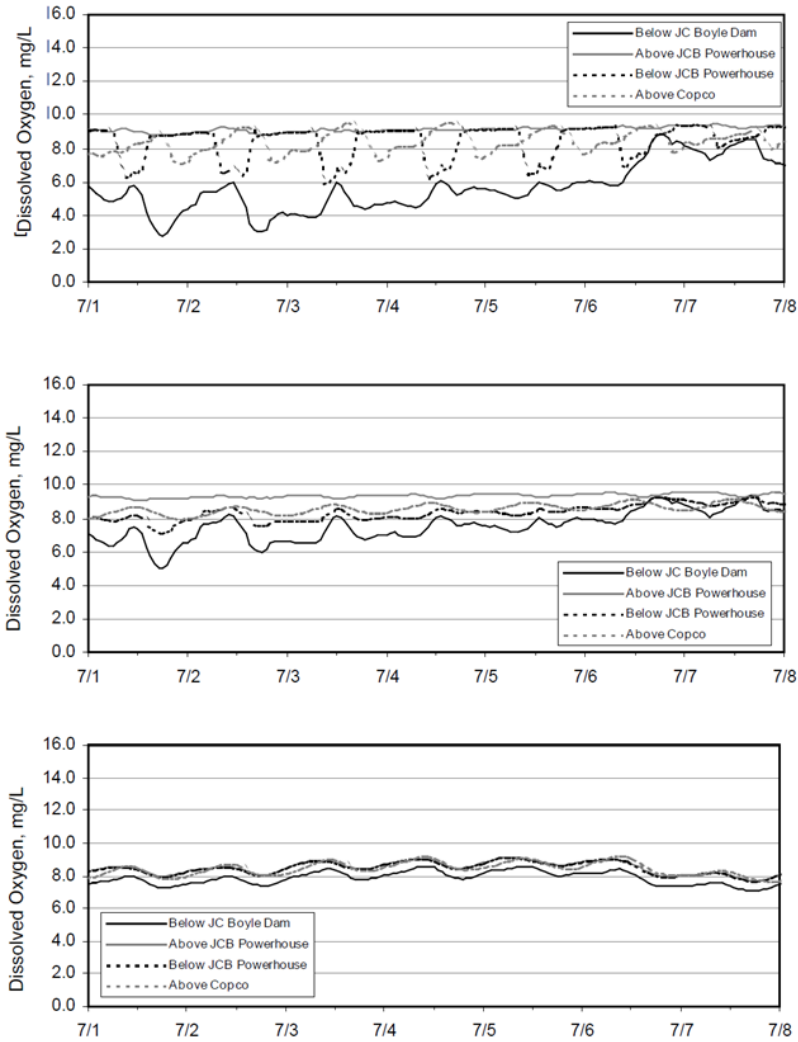 16.0
14.0
12.0
10.0
8.0
6.0
4.0
2.0
0.0
[Dissolved Oxygen, mg/L
Below JC Boyle Dam
Above JCB Powerhouse
Below JCB Powerhouse
Above Copco
7/1 7/2 7/3 7/4 7/5 7/6 7/7 7/8
16.0
14.0
12.0
10.0
8.0
6.0
4.0
2.0
0.0
Dissolved Oxygen, mg/L
Below JC Boyle Dam
Above JCB Powerhouse
Below JCB Powerhouse
Above Copco
7/1 7/2 7/3 7/4 7/5 7/6 7/7 7/8
16.0
14.0
12.0
10.0
8.0
6.0
4.0
2.0
0.0
Dissolved Oxygen, mg/L
Below JC Boyle Dam
Above JCB Powerhouse
Below JCB Powerhouse
Above Copco
7/1 7/2 7/3 7/4 7/5 7/6 7/7 7/8